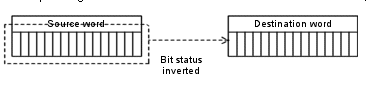 Source word
Destination word
Bit status
inverted